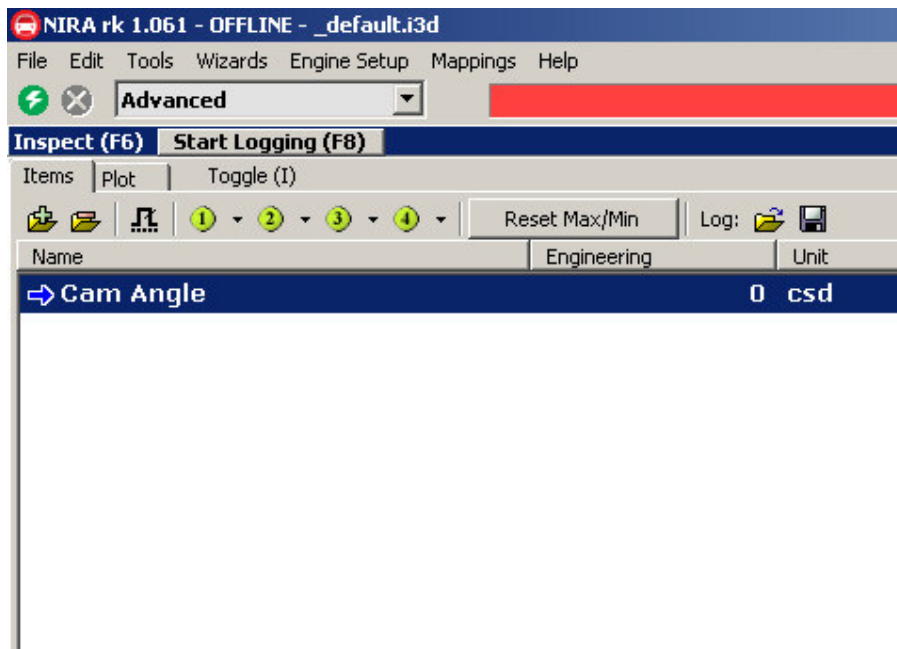 NIRA rk 1.061 - OFFLINE - _default.i3d
File Edit Tools Wizards Engine Setup Mappings Help
Advanced
Inspect (F6) Start Logging (F8)
Items Plot Toggle (I)
1 2 3 4 Reset Max/Min Log:
Name Engineering Unit
Cam Angle 0 csd